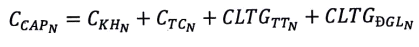 $C_{CAP_N} = C_{KH_N} + C_{TC_N} + CLTG_{TT_N} + CLTG_{ĐGL_N}$